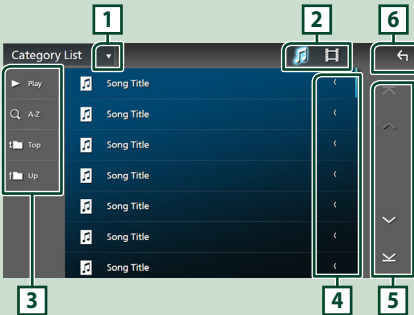 1
2
6
Category List
Play
Song Title
A-Z
Song Title
Top
Song Title
Up
Song Title
Song Title
Song Title
Song Title
3
4
5